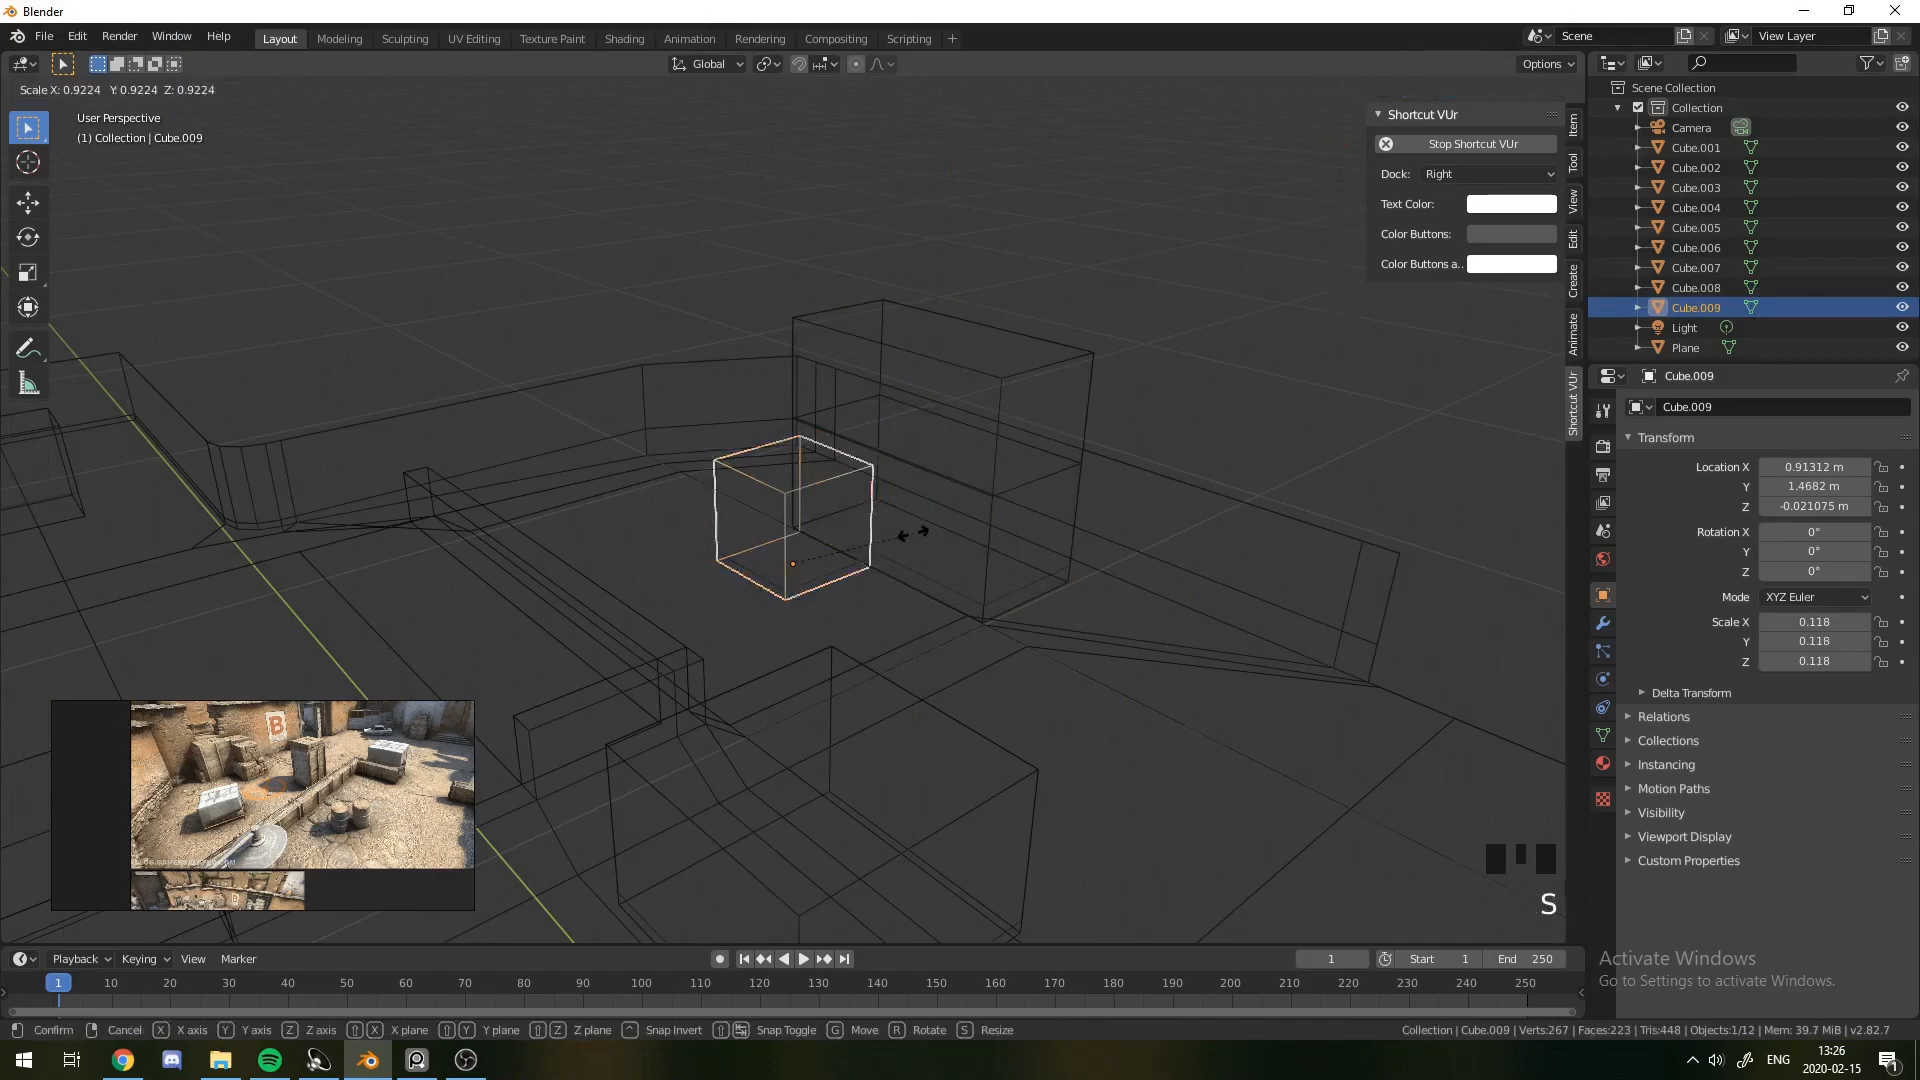 Blender
File Edit Render Window Help
Layout Modeling Sculpting UV Editing Texture Paint Shading Animation Rendering Compositing Scripting +
Scene
View Layer
Global
Options
Scale X: 0.9224 Y: 0.9224 Z: 0.9224
User Perspective
(1) Collection | Cube.009
Shortcut VUr
Stop Shortcut VUr
Dock: Right
Text Color:
Color Buttons:
Color Buttons a..
Item
Tool
View
Edit
Create
Animate
Shortcut VUr
Scene Collection
Collection
Camera
Cube.001
Cube.002
Cube.003
Cube.004
Cube.005
Cube.006
Cube.007
Cube.008
Cube.009
Light
Plane
Cube.009
Cube.009
Transform
Location X 0.91312 m
Y 1.4682 m
Z -0.021075 m
Rotation X 0°
Y 0°
Z 0°
Mode XYZ Euler
Scale X 0.118
Y 0.118
Z 0.118
Delta Transform
Relations
Collections
Instancing
Motion Paths
Visibility
Viewport Display
Custom Properties
B
S
Activate Windows
Go to Settings to activate Windows.
Playback Keying View Marker
1
Start 1
End 250
1 10 20 30 40 50 60 70 80 90 100 110 120 130 140 150 160 170 180 190 200 210 220 230 240 250
Confirm Cancel X X axis Y Y axis Z Z axis X X plane Y Y plane Z Z plane Snap Invert Snap Toggle G Move R Rotate S Resize
Collection | Cube.009 | Verts:267 | Faces:223 | Tris:448 | Objects:1/12 | Mem: 39.7 MiB | v2.82.7
ENG
13:26
2020-02-15
1